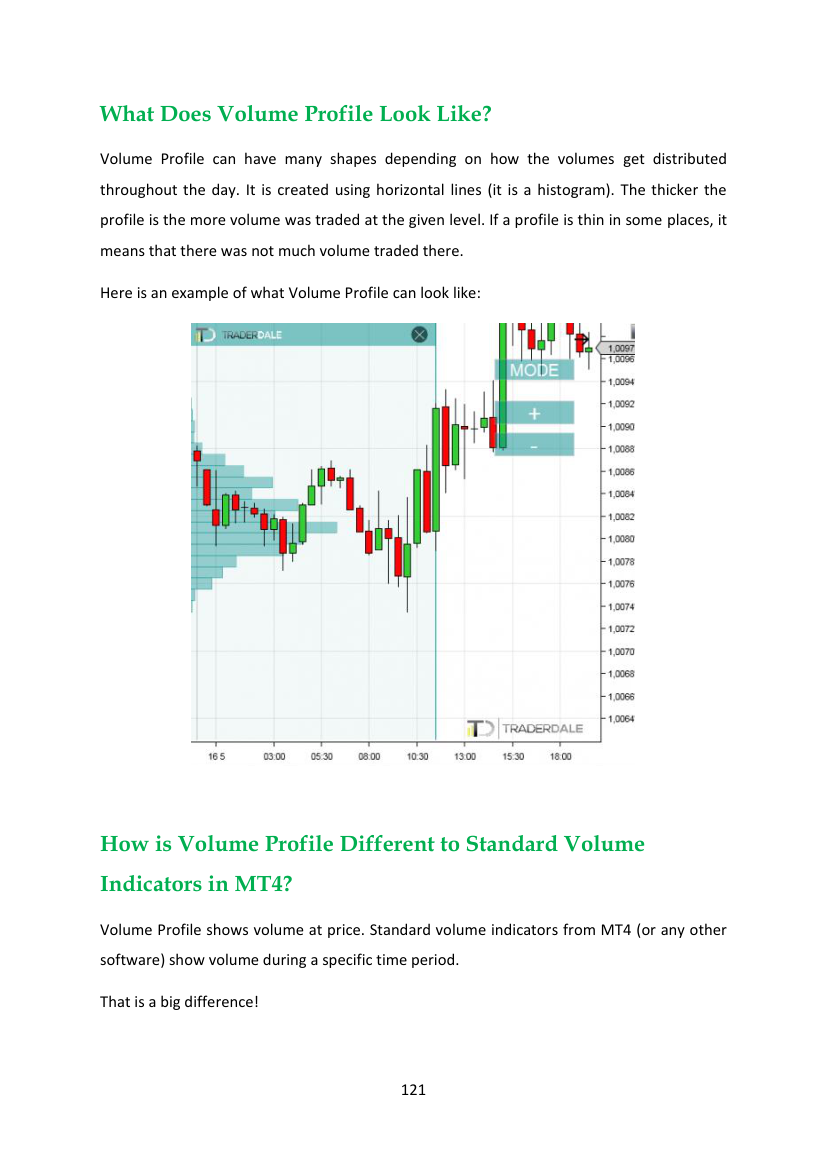 What Does Volume Profile Look Like?
Volume Profile can have many shapes depending on how the volumes get distributed
throughout the day. It is created using horizontal lines (it is a histogram). The thicker the
profile is the more volume was traded at the given level. If a profile is thin in some places, it
means that there was not much volume traded there.
Here is an example of what Volume Profile can look like:
TRADERDALE
MODE
+
-
1,0097
1,0096
1,0094
1,0092
1,0090
1,0088
1,0086
1,0084
1,0082
1,0080
1,0078
1,0076
1,0074
1,0072
1,0070
1,0068
1,0066
1,0064
TRADERDALE
16 5 03:00 05:30 08:00 10:30 13:00 15:30 18:00
How is Volume Profile Different to Standard Volume
Indicators in MT4?
Volume Profile shows volume at price. Standard volume indicators from MT4 (or any other
software) show volume during a specific time period.
That is a big difference!
121